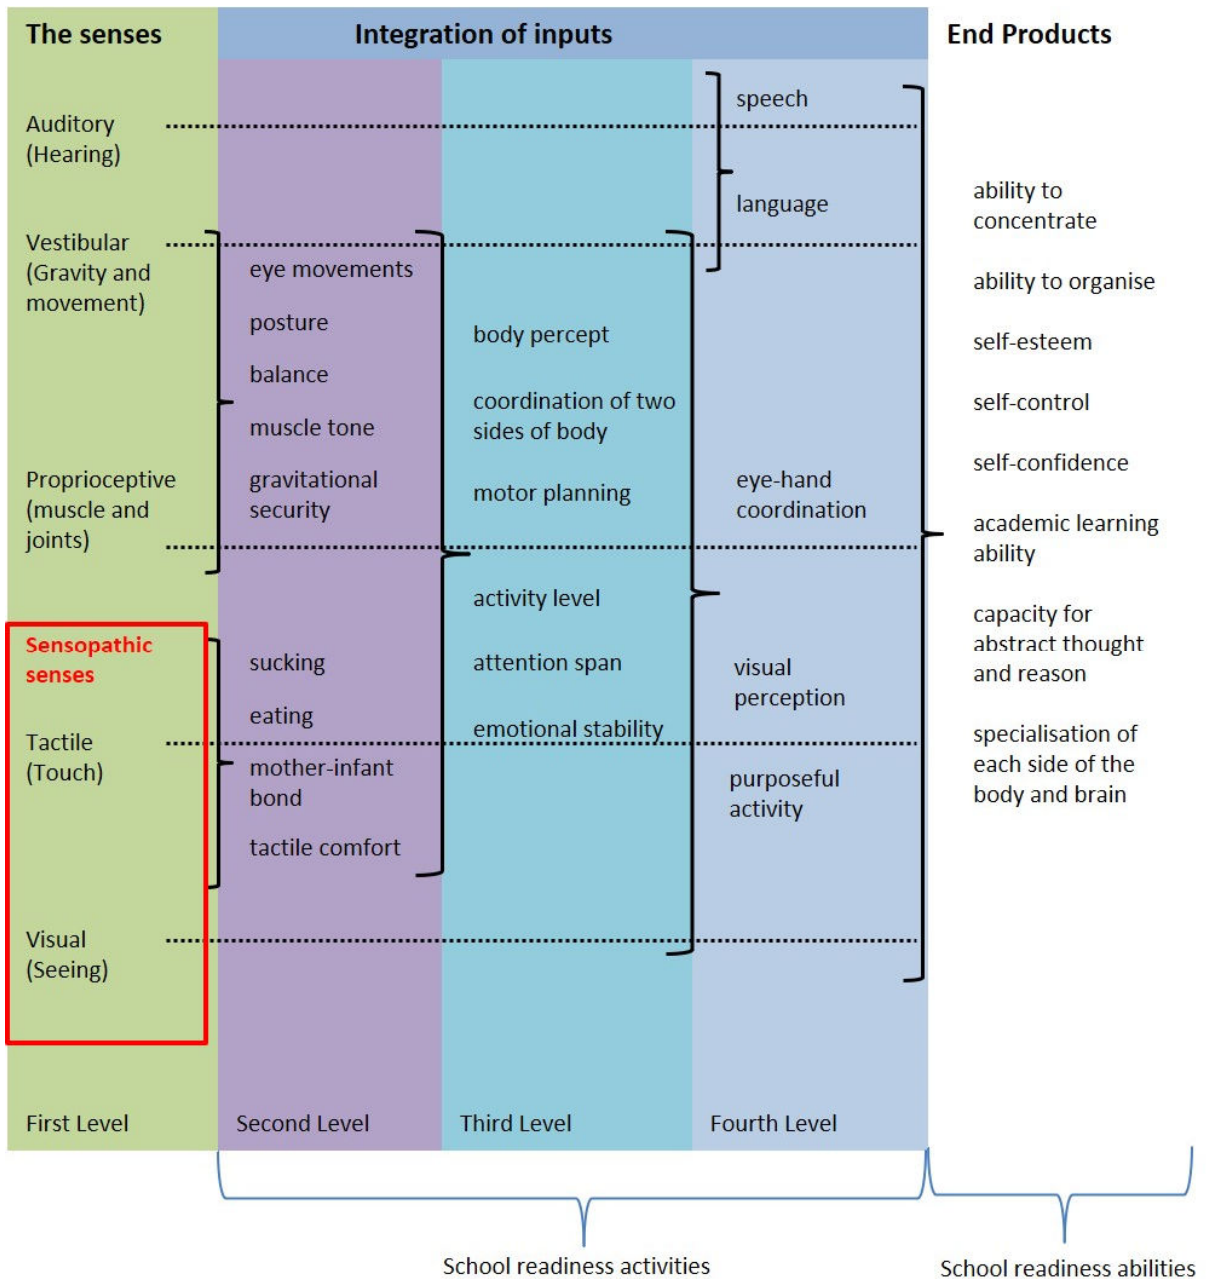 The senses
Integration of inputs
End Products
Auditory
(Hearing)
Vestibular
(Gravity and
movement)
Proprioceptive
(muscle and
joints)
Sensopathic
senses
Tactile
(Touch)
Visual
(Seeing)
First Level
eye movements
posture
balance
muscle tone
gravitational
security
sucking
eating
mother-infant
bond
tactile comfort
Second Level
body percept
coordination of two
sides of body
motor planning
activity level
attention span
emotional stability
Third Level
speech
language
eye-hand
coordination
visual
perception
purposeful
activity
Fourth Level
ability to
concentrate
ability to organise
self-esteem
self-control
self-confidence
academic learning
ability
capacity for
abstract thought
and reason
specialisation of
each side of the
body and brain
School readiness activities
School readiness abilities